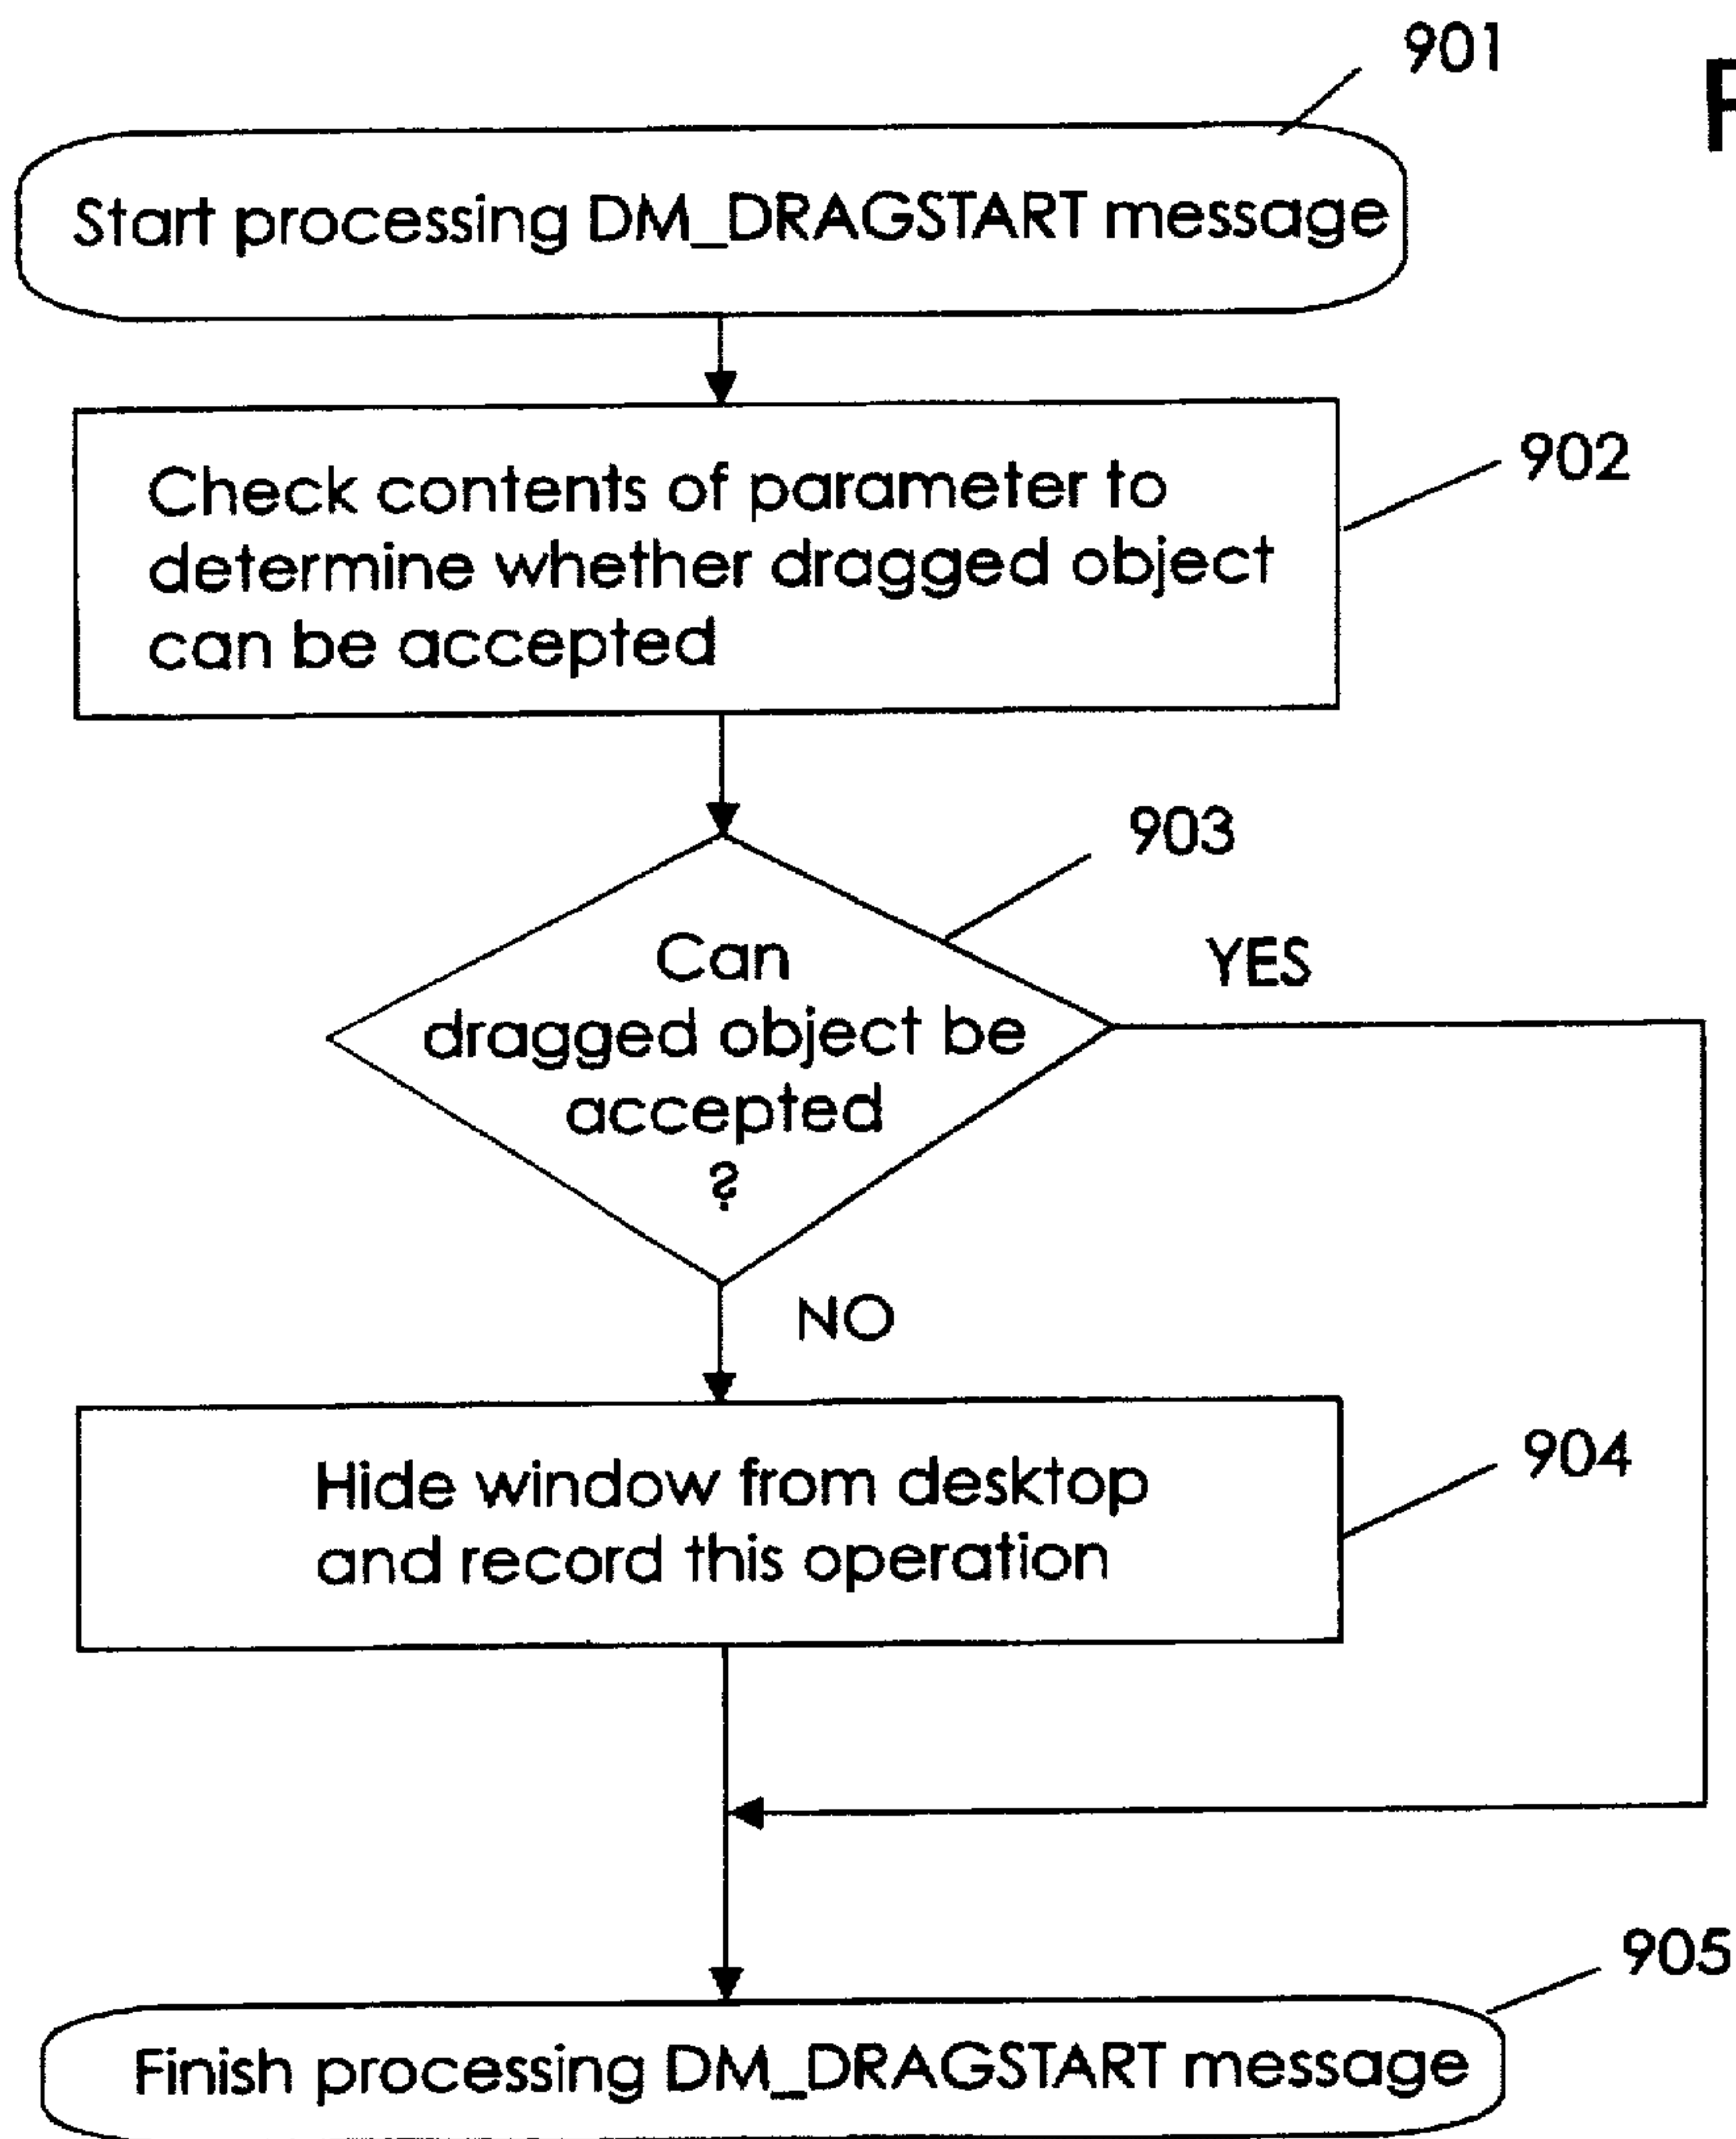 901
Start processing DM_DRAGSTART message
902
Check contents of parameter to
determine whether dragged object
can be accepted
903
Can
dragged object be
accepted
?
YES
NO
904
Hide window from desktop
and record this operation
905
Finish processing DM_DRAGSTART message